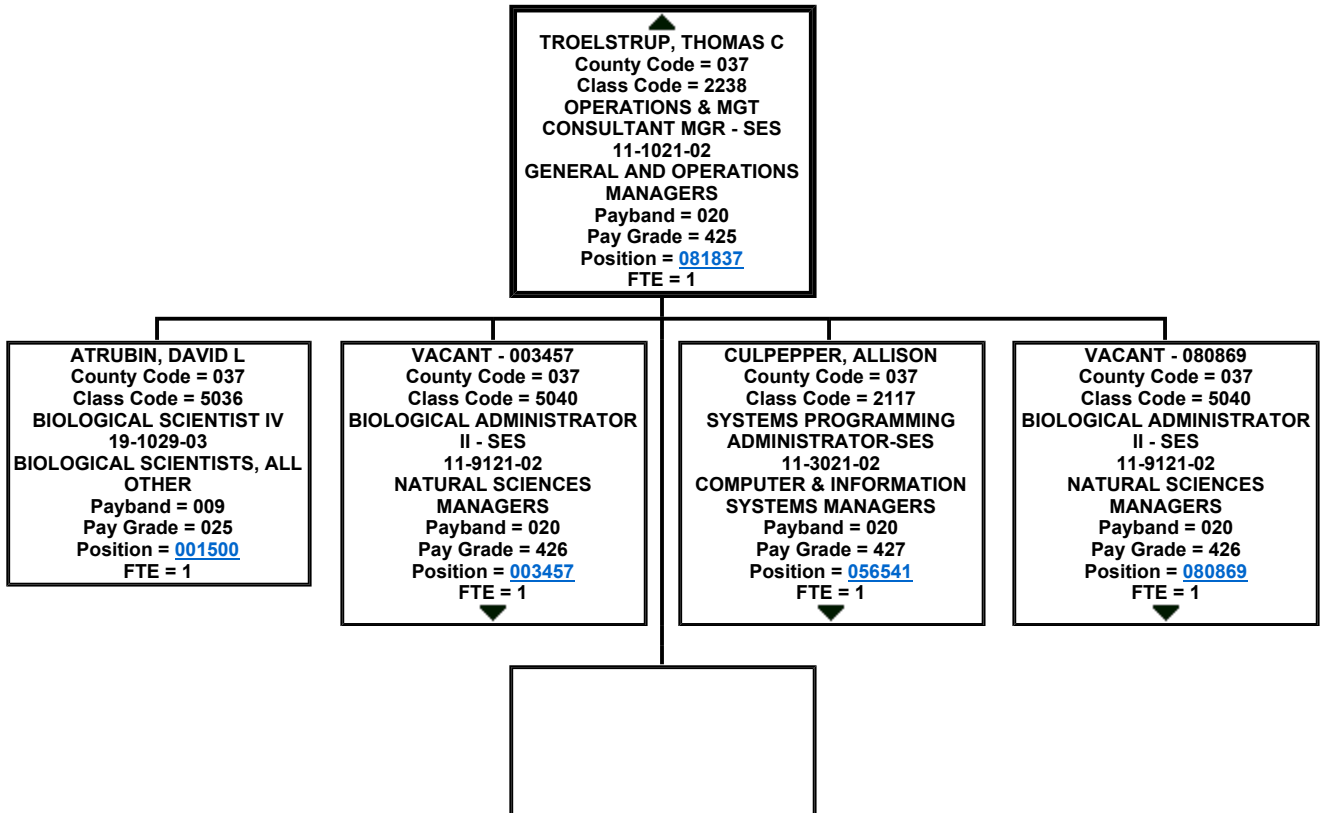 TROELSTRUP, THOMAS C
County Code = 037
Class Code = 2238
OPERATIONS & MGT
CONSULTANT MGR - SES
11-1021-02
GENERAL AND OPERATIONS
MANAGERS
Payband = 020
Pay Grade = 425
Position = 081837
FTE = 1
ATRUBIN, DAVID L
County Code = 037
Class Code = 5036
BIOLOGICAL SCIENTIST IV
19-1029-03
BIOLOGICAL SCIENTISTS, ALL
OTHER
Payband = 009
Pay Grade = 025
Position = 001500
FTE = 1
VACANT - 003457
County Code = 037
Class Code = 5040
BIOLOGICAL ADMINISTRATOR
II - SES
11-9121-02
NATURAL SCIENCES
MANAGERS
Payband = 020
Pay Grade = 426
Position = 003457
FTE = 1
CULPEPPER, ALLISON
County Code = 037
Class Code = 2117
SYSTEMS PROGRAMMING
ADMINISTRATOR-SES
11-3021-02
COMPUTER & INFORMATION
SYSTEMS MANAGERS
Payband = 020
Pay Grade = 427
Position = 056541
FTE = 1
VACANT - 080869
County Code = 037
Class Code = 5040
BIOLOGICAL ADMINISTRATOR
II - SES
11-9121-02
NATURAL SCIENCES
MANAGERS
Payband = 020
Pay Grade = 426
Position = 080869
FTE = 1